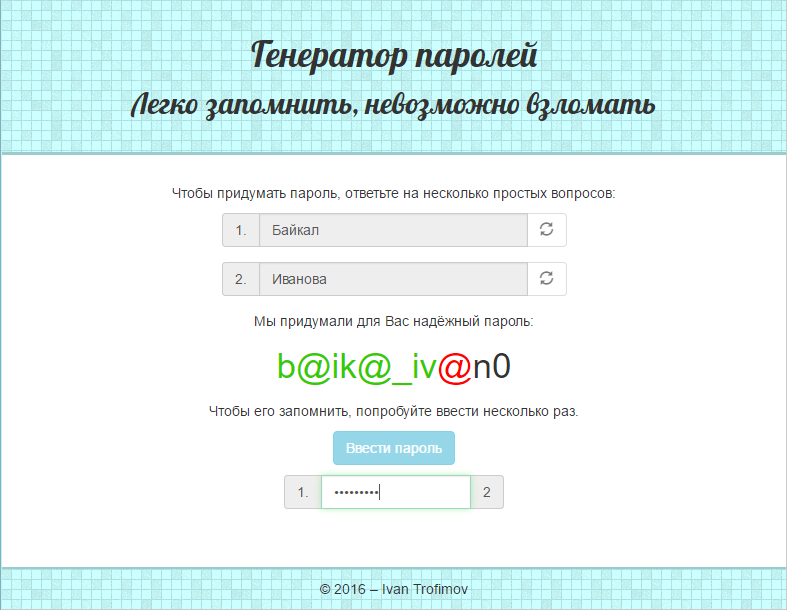 Генератор паролей
Легко запомнить, невозможно взломать
Чтобы придумать пароль, ответьте на несколько простых вопросов:
1. Байкал
2. Иванова
Мы придумали для Вас надёжный пароль:
b@ik@_iv@n0
Чтобы его запомнить, попробуйте ввести несколько раз.
Ввести пароль
1. ••••••••• 2
© 2016 – Ivan Trofimov